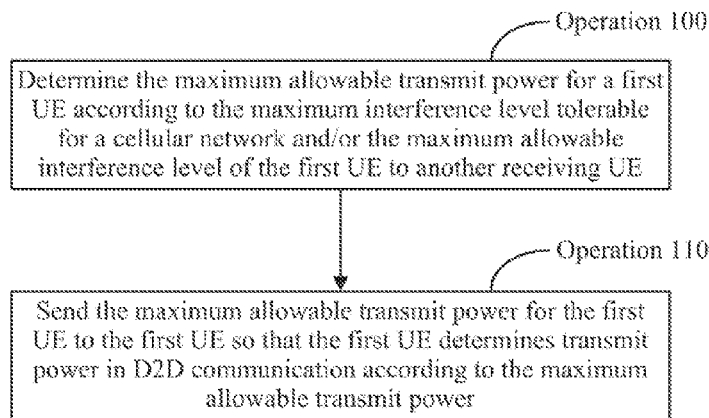 Operation 100
Determine the maximum allowable transmit power for a first
UE according to the maximum interference level tolerable
for a cellular network and/or the maximum allowable
interference level of the first UE to another receiving UE
Operation 110
Send the maximum allowable transmit power for the first
UE to the first UE so that the first UE determines transmit
power in D2D communication according to the maximum
allowable transmit power